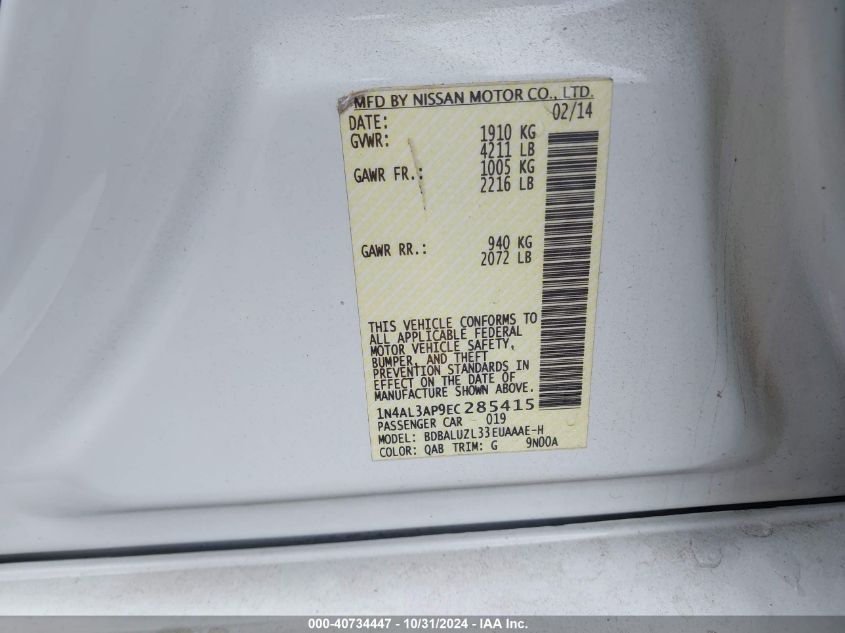 MFD BY NISSAN MOTOR CO., LTD.
DATE: 02/14
GVWR: 1910 KG
4211 LB
GAWR FR.: 1005 KG
2216 LB
GAWR RR.: 940 KG
2072 LB
THIS VEHICLE CONFORMS TO
ALL APPLICABLE FEDERAL
MOTOR VEHICLE SAFETY,
BUMPER, AND THEFT
PREVENTION STANDARDS IN
EFFECT ON THE DATE OF
MANUFACTURE SHOWN ABOVE.
1N4AL3AP9EC285415
PASSENGER CAR 019
MODEL: BDBALUZL33EUAAAE-H
COLOR: QAB TRIM: G 9N00A
000-40734447 - 10/31/2024 - IAA Inc.